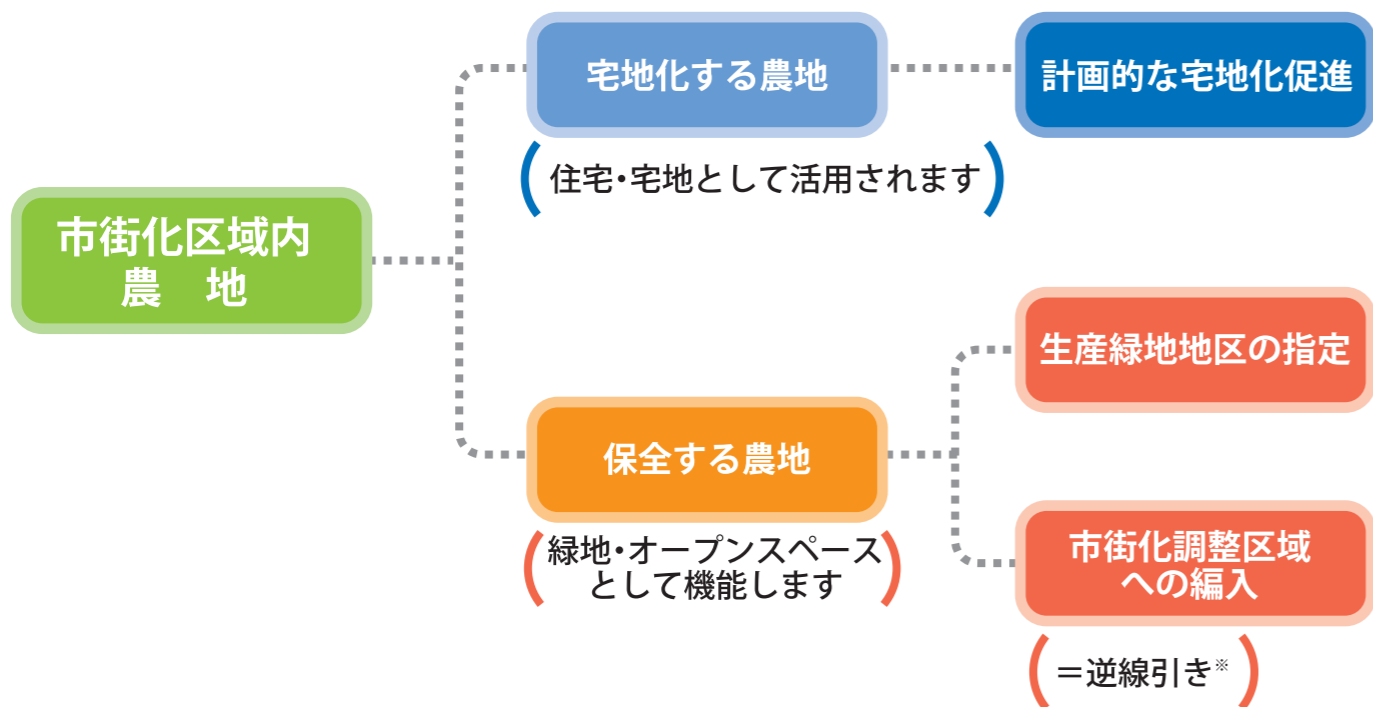 市街化区域内
農　地
宅地化する農地
住宅・宅地として活用されます
計画的な宅地化促進
保全する農地
緑地・オープンスペース
として機能します
生産緑地地区の指定
市街化調整区域
への編入
＝逆線引き※